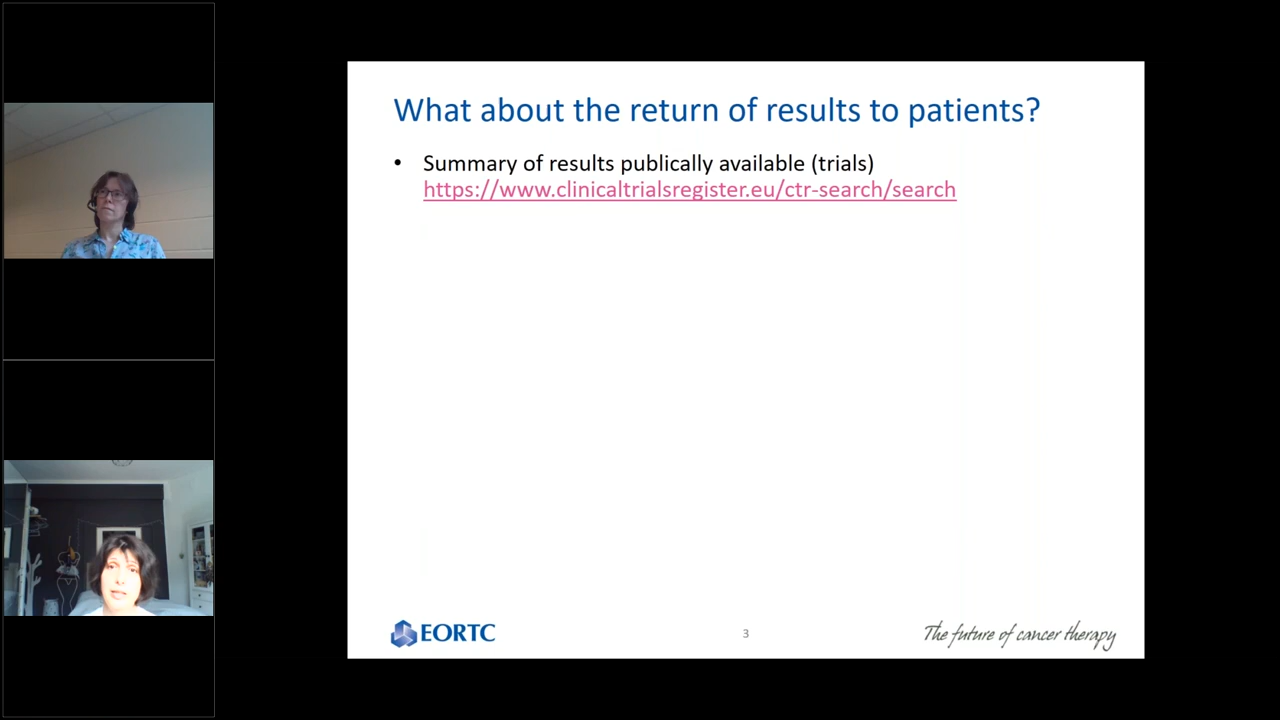 What about the return of results to patients?
• Summary of results publically available (trials)
https://www.clinicaltrialsregister.eu/ctr-search/search
EORTC
3
The future of cancer therapy